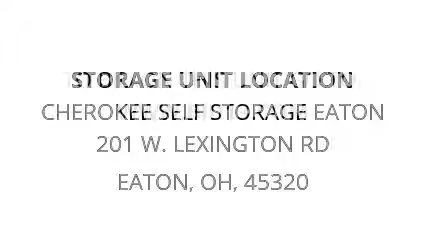 STORAGE UNIT LOCATION
CHEROKEE SELF STORAGE EATON
201 W. LEXINGTON RD
EATON, OH, 45320